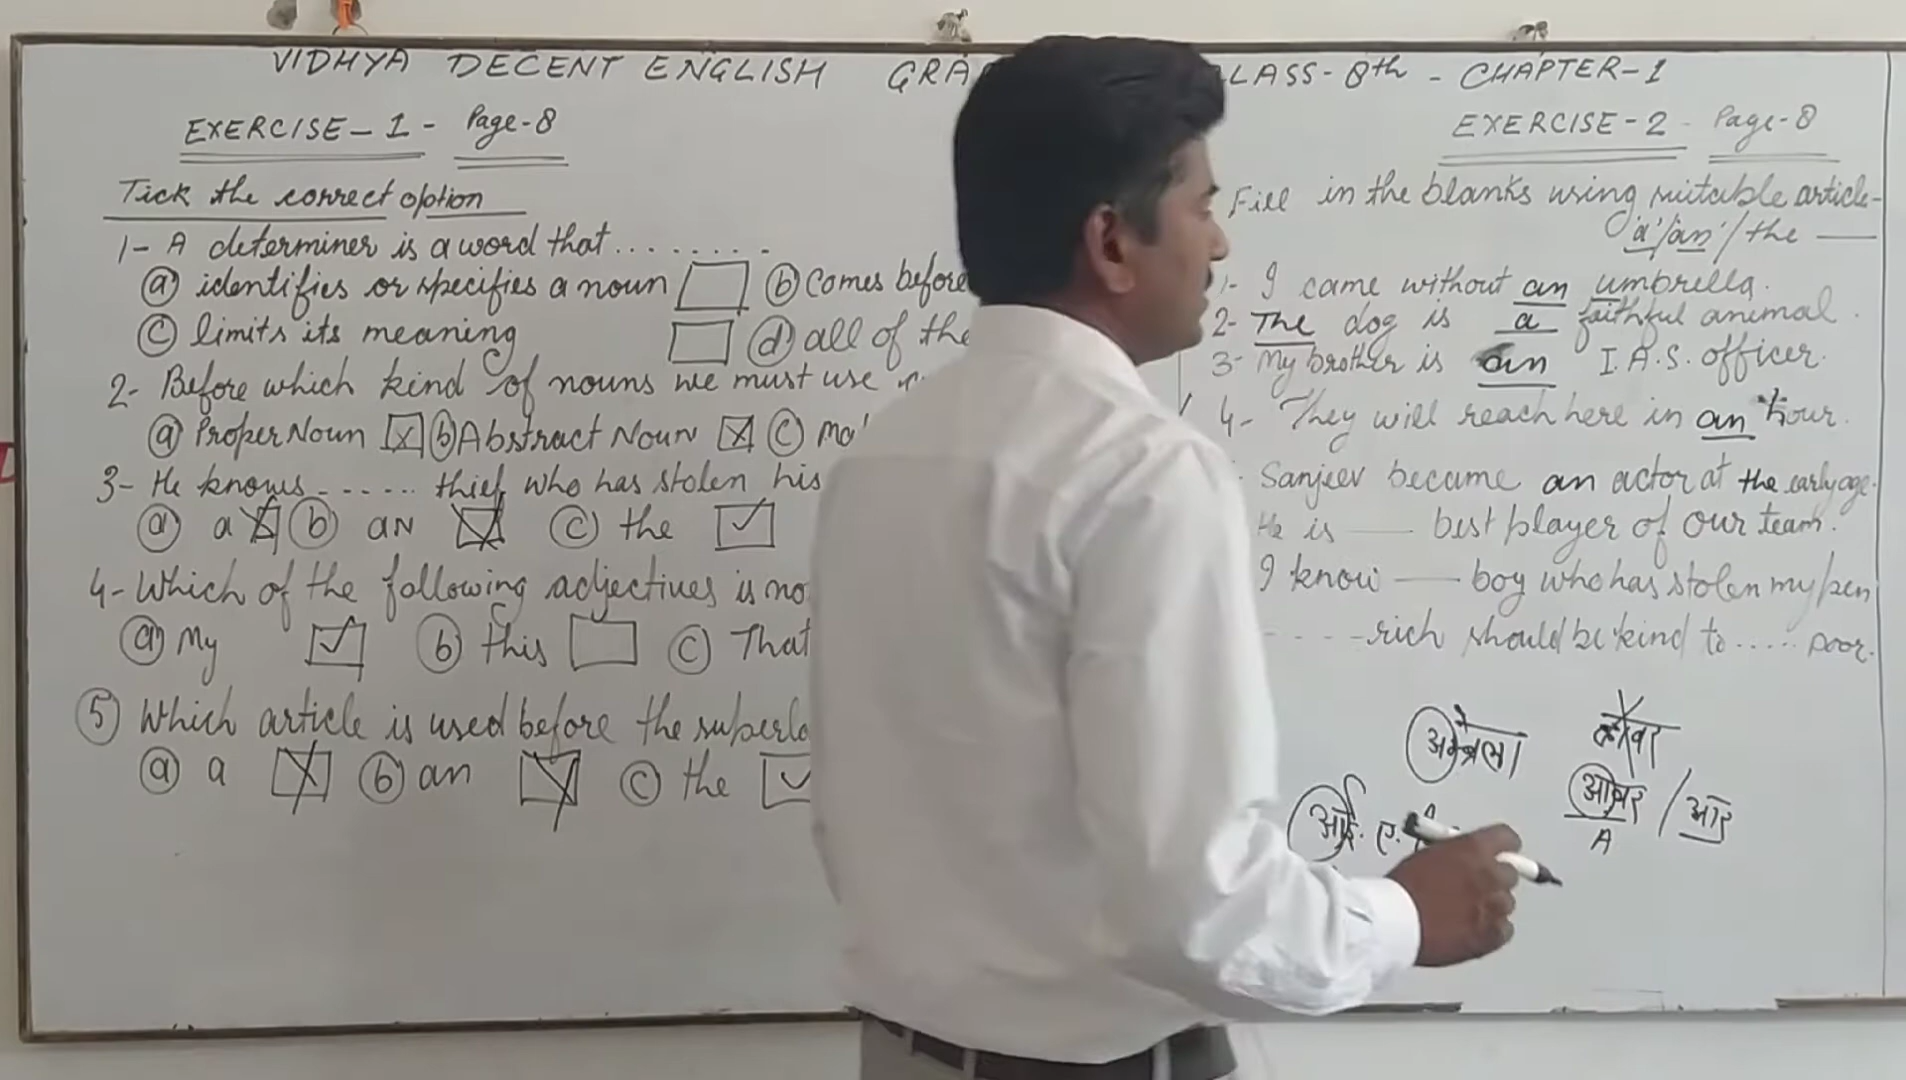 VIDHYA DECENT ENGLISH GRA LASS-8th - CHAPTER-1
EXERCISE-1- Page-8
Tick the correct option
1- A determiner is a word that ........
(a) identifies or specifies a noun (b) Comes before
(c) limits its meaning (d) all of the
2- Before which kind of nouns we must use
(a) Proper Noun (b) Abstract Noun (c) ma
3- He knows ...... thief who has stolen his
(a) a (b) an (c) the
4- Which of the following adjectives is no
(a) My (b) this (c) That
(5) Which article is used before the superla
(a) a (b) an (c) the
EXERCISE-2 - Page-8
Fill in the blanks using suitable article-
'a'/an'/the —
1- I came without an umbrella.
2- The dog is a faithful animal.
3- My brother is an I.A.S. officer.
4- They will reach here in an hour.
Sanjeev became an actor at the early age.
He is — best player of our team.
I know — boy who has stolen my pen
-----rich should be kind to ..... poor.
आवर / आर
A
आई. ए.